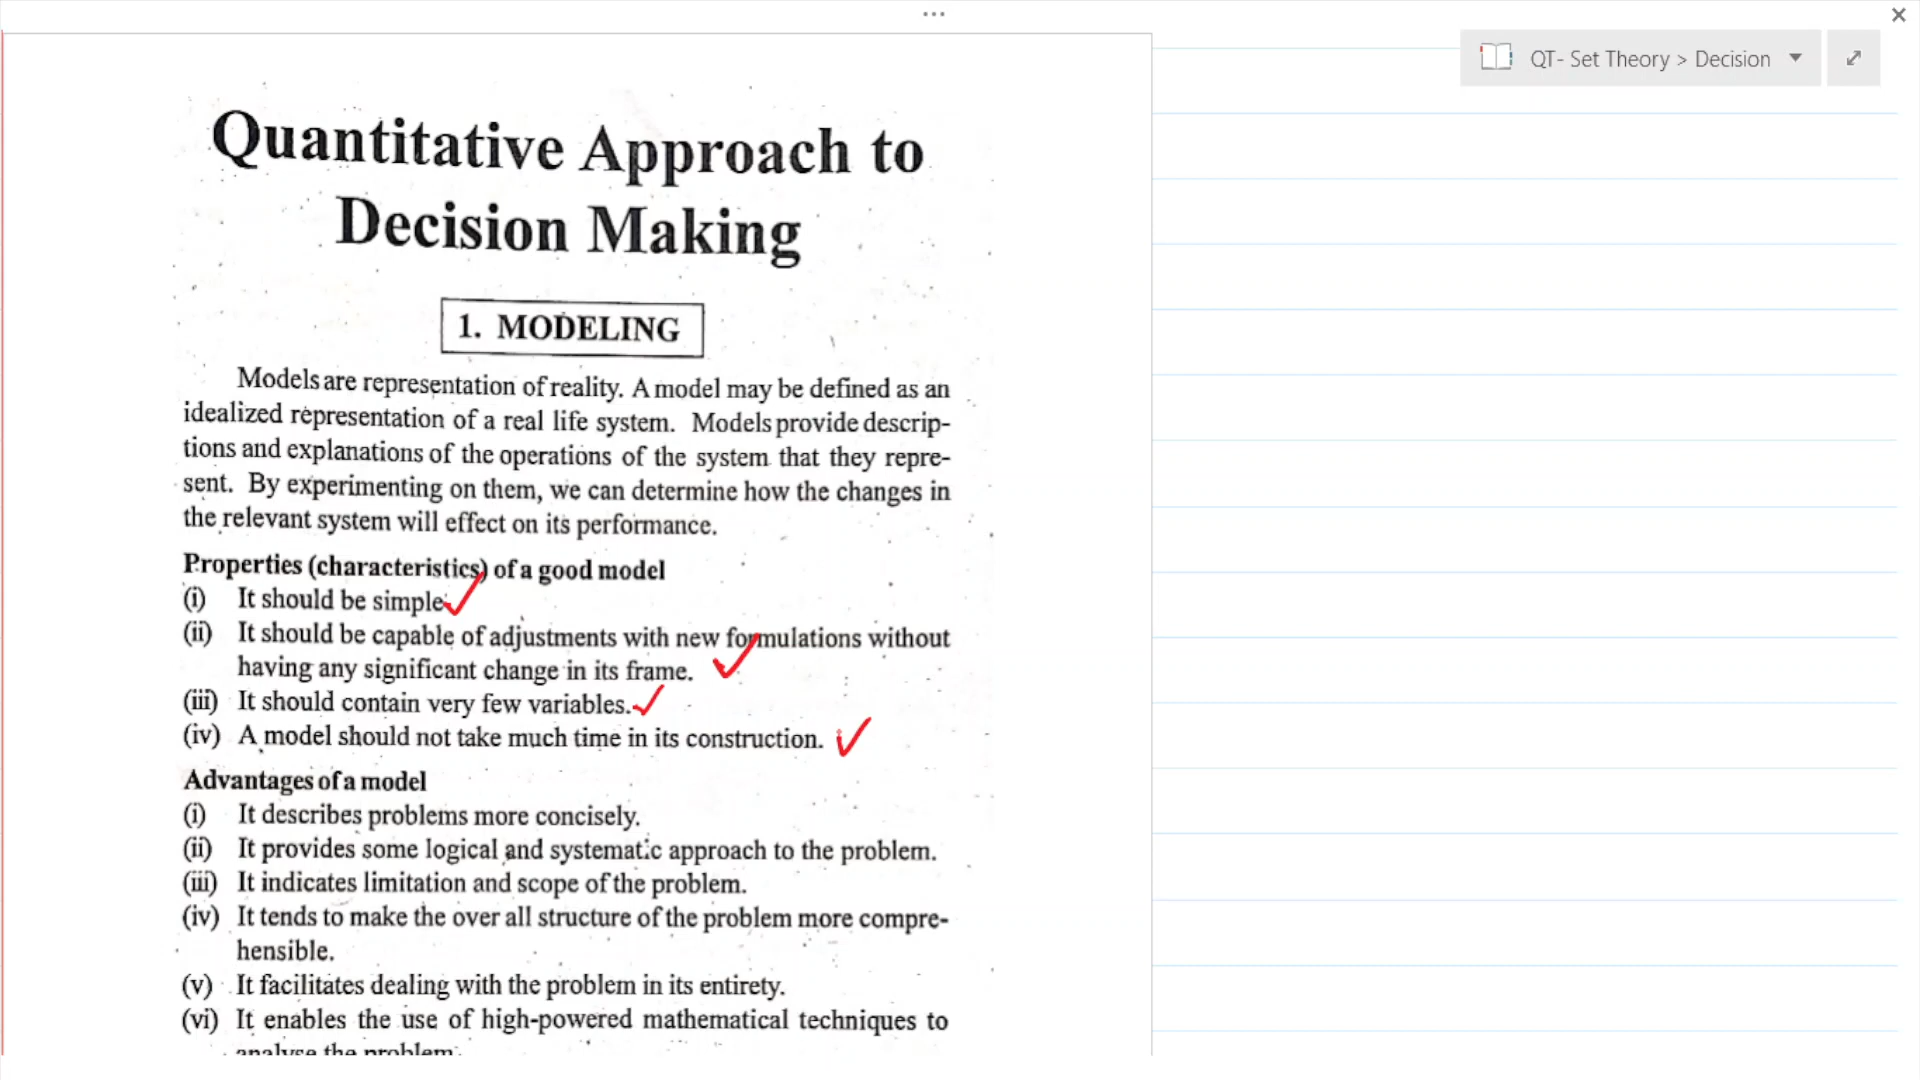 ...
QT- Set Theory > Decision
Quantitative Approach to
Decision Making
1. MODELING
Models are representation of reality. A model may be defined as an
idealized representation of a real life system. Models provide descrip-
tions and explanations of the operations of the system that they repre-
sent. By experimenting on them, we can determine how the changes in
the relevant system will effect on its performance.
Properties (characteristics) of a good model
(i) It should be simple
(ii) It should be capable of adjustments with new formulations without
having any significant change in its frame.
(iii) It should contain very few variables.
(iv) A model should not take much time in its construction.
Advantages of a model
(i) It describes problems more concisely.
(ii) It provides some logical and systematic approach to the problem.
(iii) It indicates limitation and scope of the problem.
(iv) It tends to make the over all structure of the problem more compre-
hensible.
(v) It facilitates dealing with the problem in its entirety.
(vi) It enables the use of high-powered mathematical techniques to
analyse the problem.